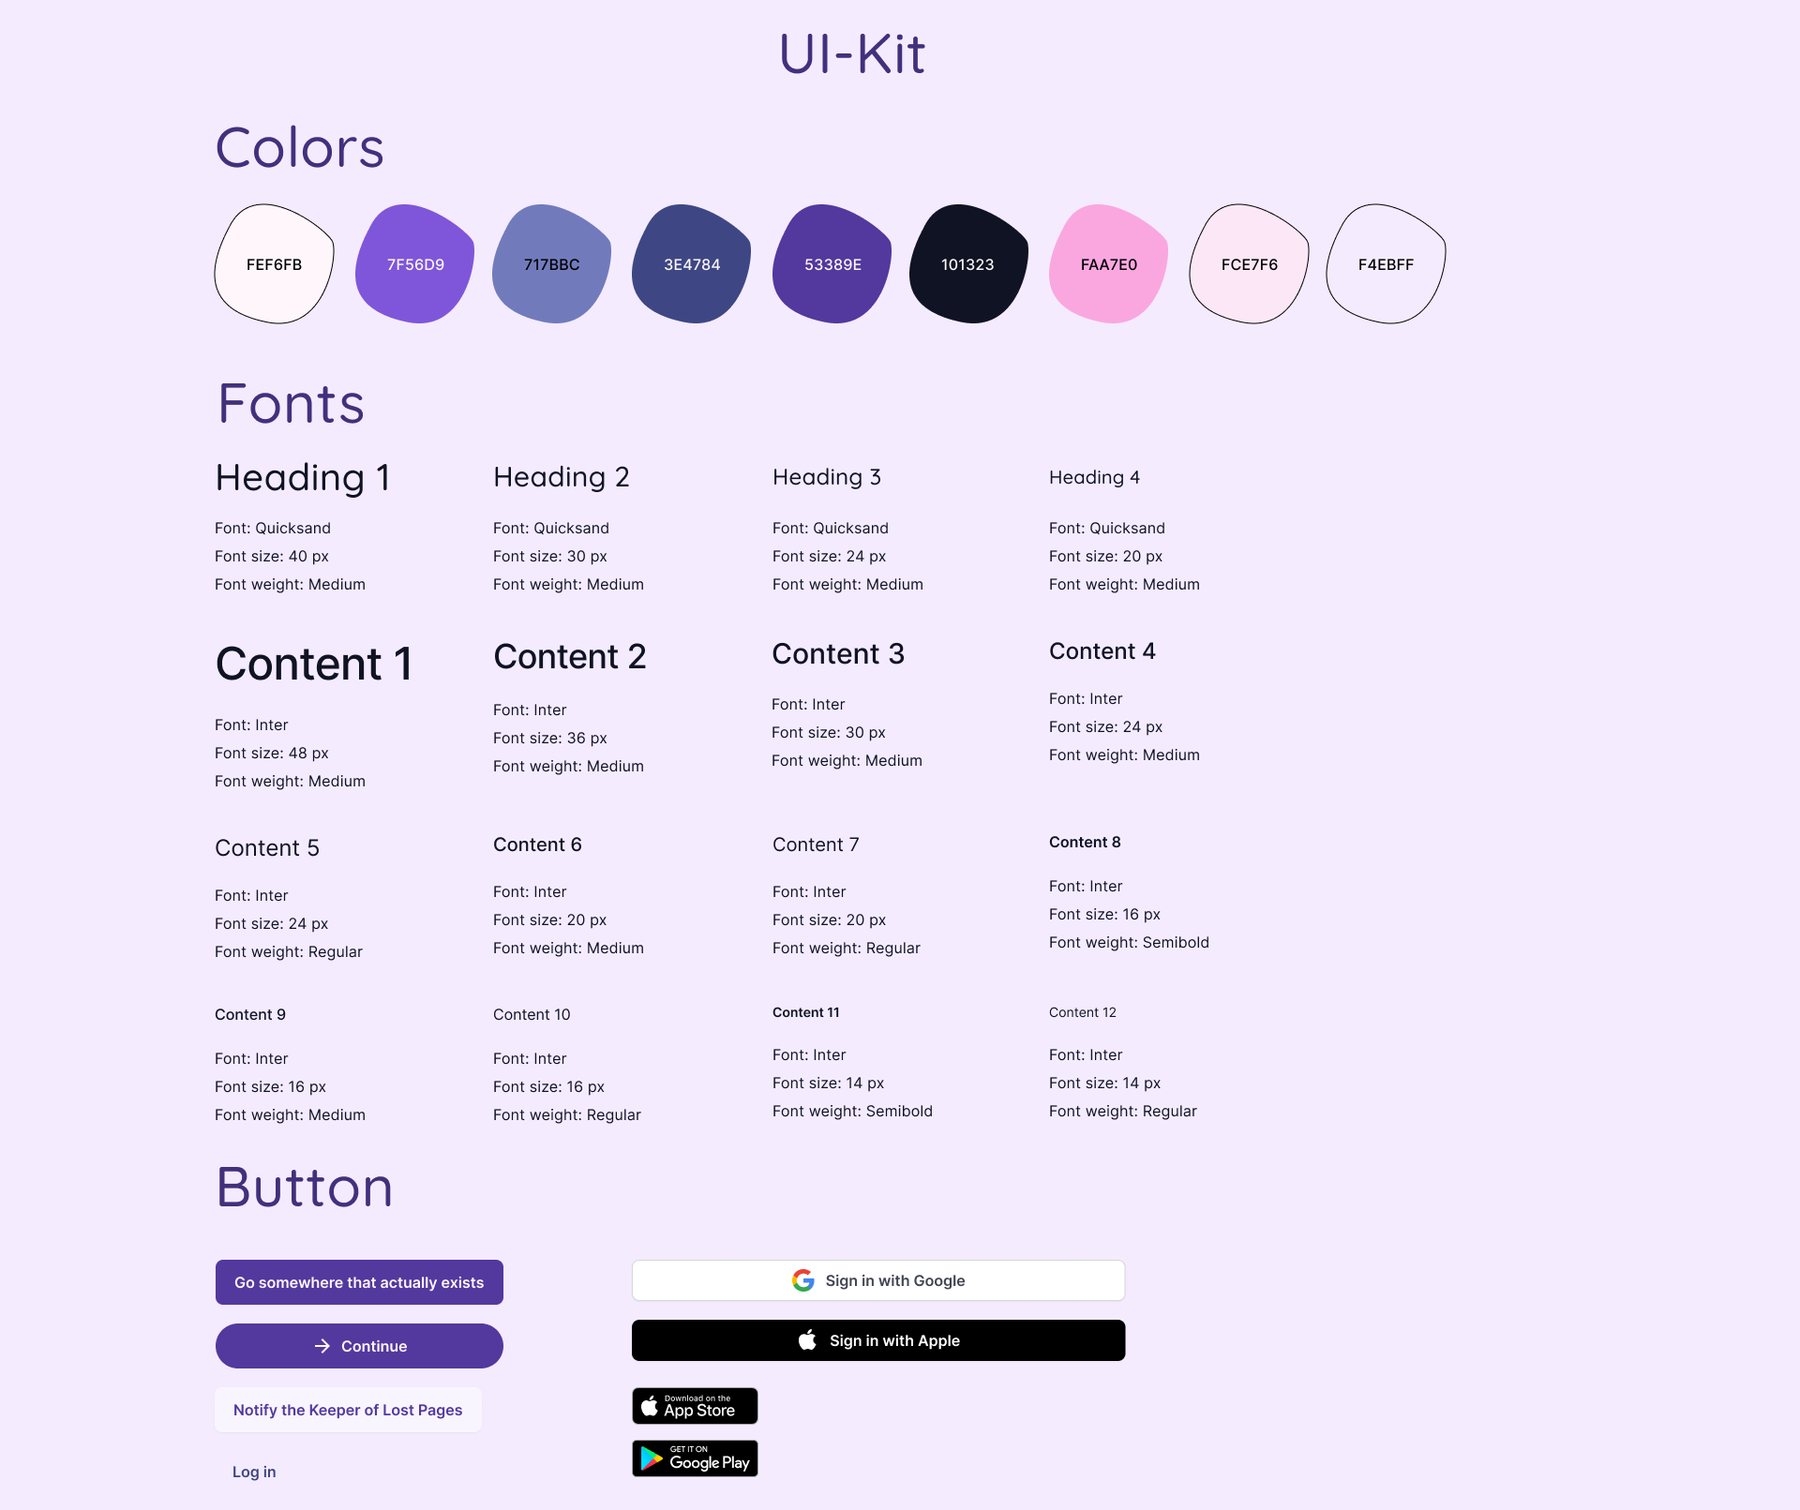 UI-Kit
Colors
FEF6FB
7F56D9
717BBC
3E4784
53389E
101323
FAA7E0
FCE7F6
F4EBFF
Fonts
Heading 1
Font: Quicksand
Font size: 40 px
Font weight: Medium
Heading 2
Font: Quicksand
Font size: 30 px
Font weight: Medium
Heading 3
Font: Quicksand
Font size: 24 px
Font weight: Medium
Heading 4
Font: Quicksand
Font size: 20 px
Font weight: Medium
Content 1
Font: Inter
Font size: 48 px
Font weight: Medium
Content 2
Font: Inter
Font size: 36 px
Font weight: Medium
Content 3
Font: Inter
Font size: 30 px
Font weight: Medium
Content 4
Font: Inter
Font size: 24 px
Font weight: Medium
Content 5
Font: Inter
Font size: 24 px
Font weight: Regular
Content 6
Font: Inter
Font size: 20 px
Font weight: Medium
Content 7
Font: Inter
Font size: 20 px
Font weight: Regular
Content 8
Font: Inter
Font size: 16 px
Font weight: Semibold
Content 9
Font: Inter
Font size: 16 px
Font weight: Medium
Content 10
Font: Inter
Font size: 16 px
Font weight: Regular
Content 11
Font: Inter
Font size: 14 px
Font weight: Semibold
Content 12
Font: Inter
Font size: 14 px
Font weight: Regular
Button
Go somewhere that actually exists
Continue
Notify the Keeper of Lost Pages
Log in
Sign in with Google
Sign in with Apple
Download on the
App Store
GET IT ON
Google Play